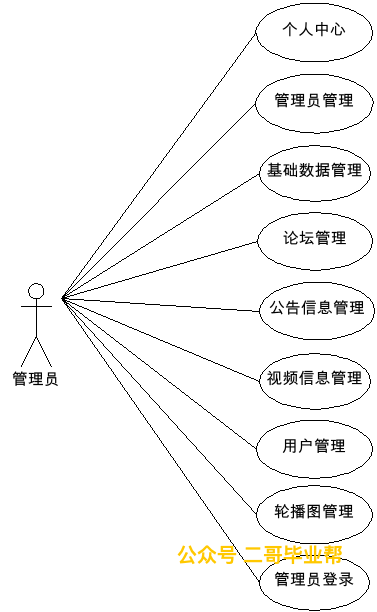 个人中心
管理员管理
基础数据管理
论坛管理
公告信息管理
管理员
视频信息管理
用户管理
轮播图管理
公众号 二哥毕业帮
管理员登录